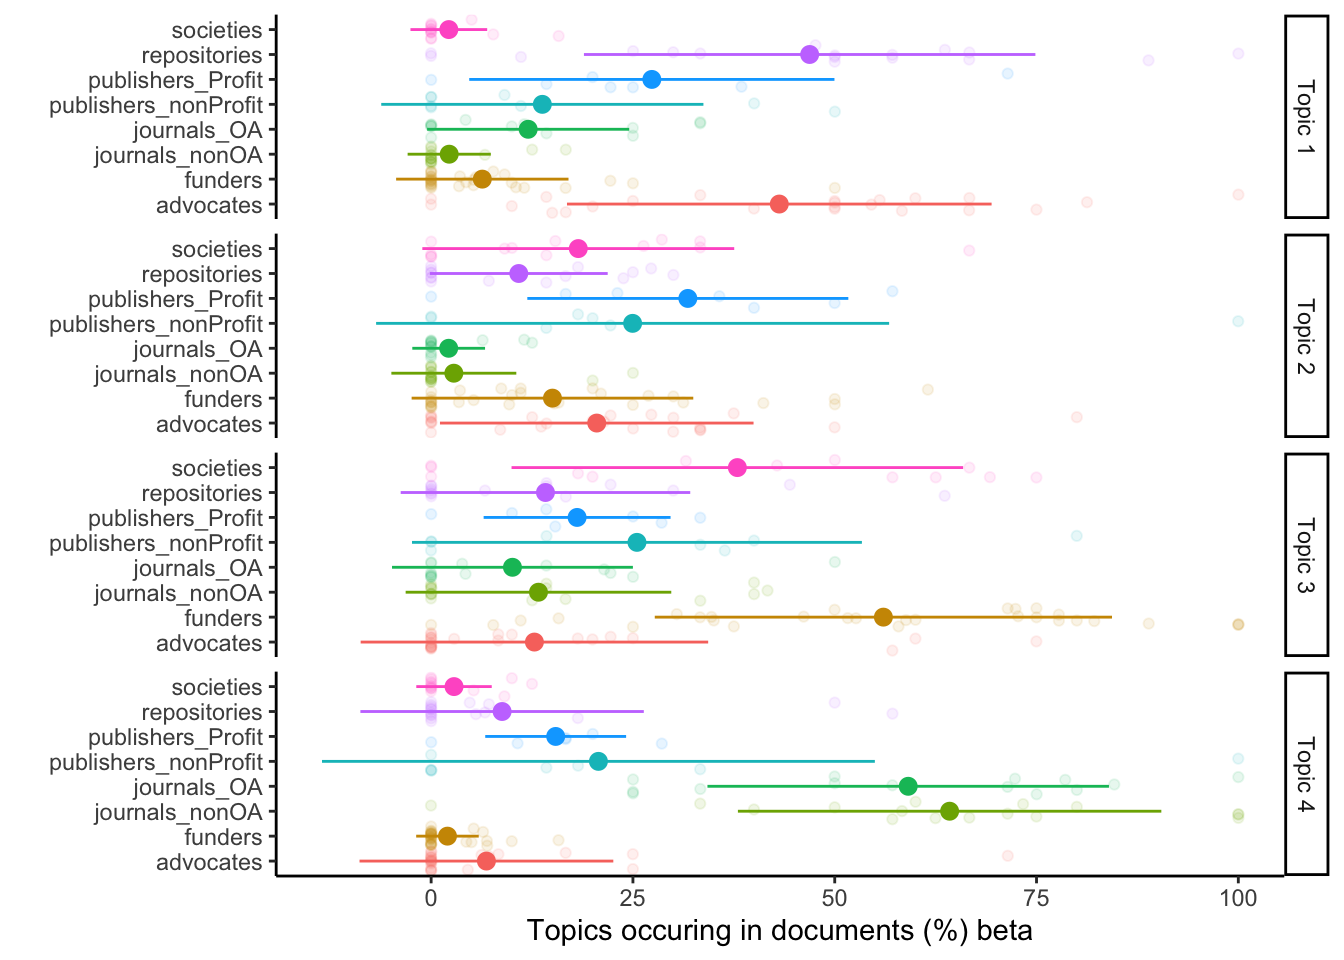 societies
repositories
publishers_Profit
publishers_nonProfit
journals_OA
journals_nonOA
funders
advocates
Topic 1
societies
repositories
publishers_Profit
publishers_nonProfit
journals_OA
journals_nonOA
funders
advocates
Topic 2
societies
repositories
publishers_Profit
publishers_nonProfit
journals_OA
journals_nonOA
funders
advocates
Topic 3
societies
repositories
publishers_Profit
publishers_nonProfit
journals_OA
journals_nonOA
funders
advocates
Topic 4
0 25 50 75 100
Topics occuring in documents (%) beta